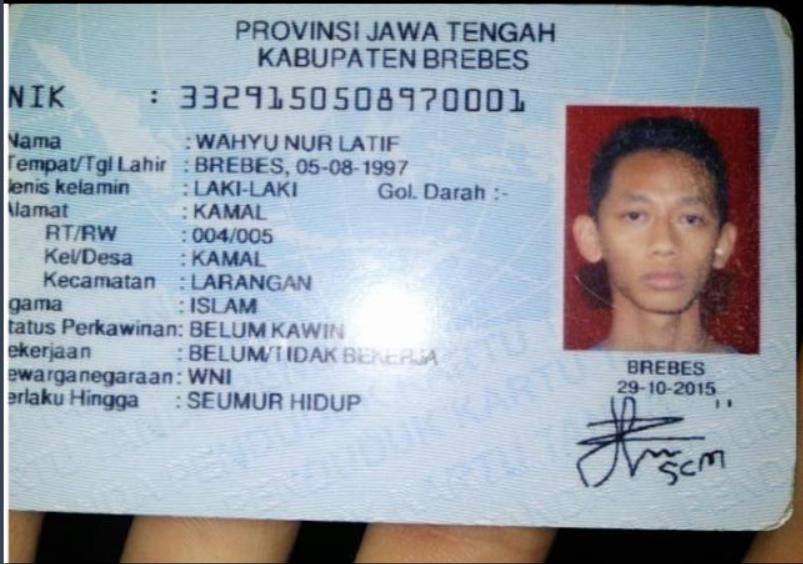 PROVINSI JAWA TENGAH
KABUPATEN BREBES
NIK : 3329150508970001
Nama : WAHYU NUR LATIF
Tempat/Tgl Lahir : BREBES, 05-08-1997
Jenis kelamin : LAKI-LAKI Gol. Darah :-
Alamat : KAMAL
RT/RW : 004/005
Kel/Desa : KAMAL
Kecamatan : LARANGAN
gama : ISLAM
tatus Perkawinan: BELUM KAWIN
ekerjaan : BELUM/TIDAK BEKERJA
ewarganegaraan: WNI
erlaku Hingga : SEUMUR HIDUP
BREBES
29-10-2015